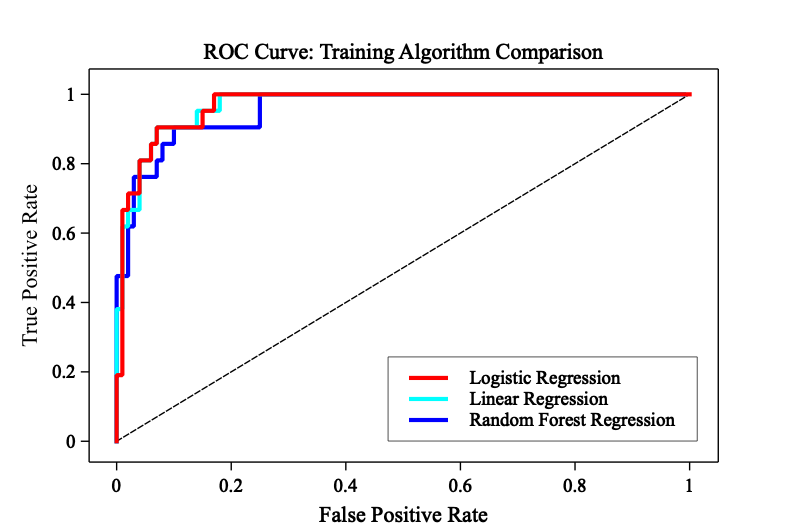 ROC Curve: Training Algorithm Comparison
True Positive Rate
1
0.8
0.6
0.4
0.2
0
Logistic Regression
Linear Regression
Random Forest Regression
0 0.2 0.4 0.6 0.8 1
False Positive Rate